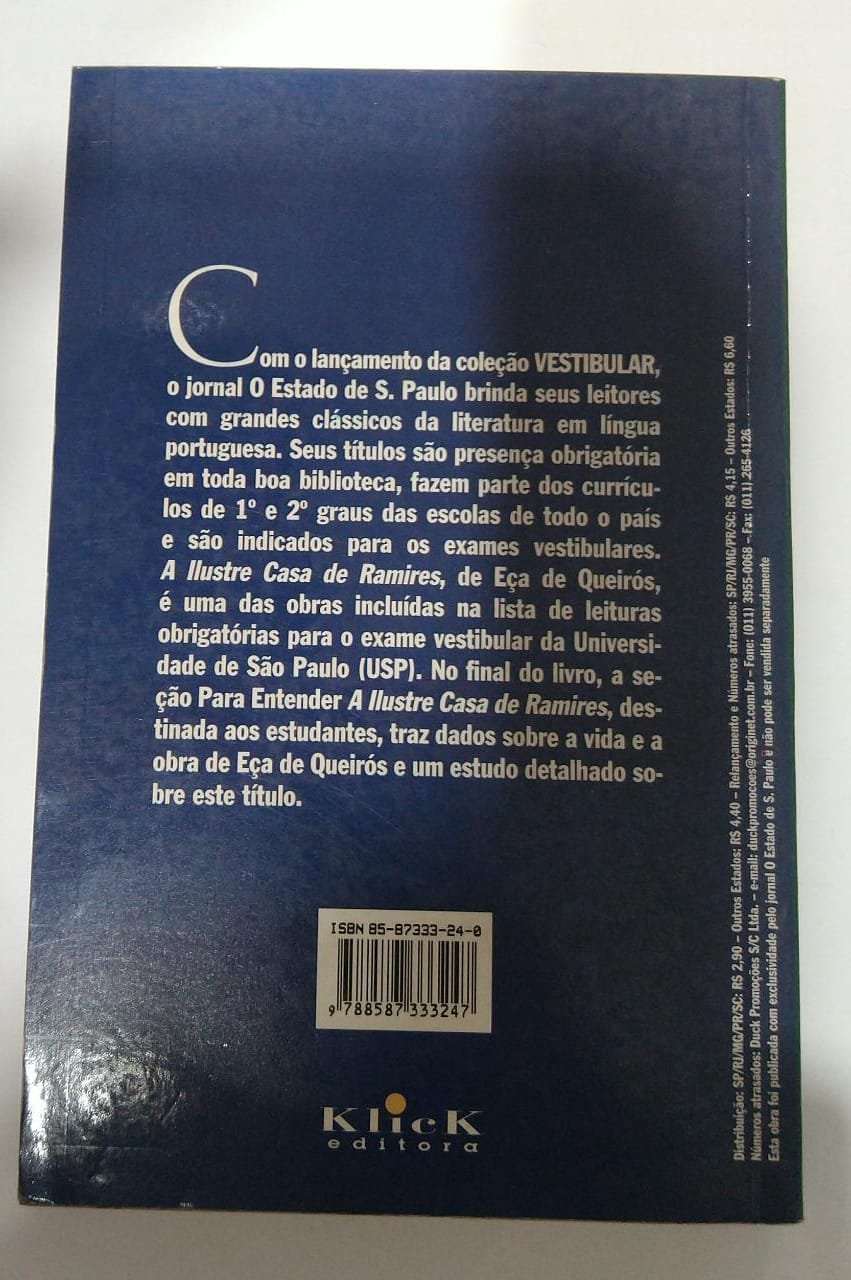 Com o lançamento da coleção VESTIBULAR,
o jornal O Estado de S. Paulo brinda seus leitores
com grandes clássicos da literatura em língua
portuguesa. Seus títulos são presença obrigatória
em toda boa biblioteca, fazem parte dos currícu-
los de 1º e 2º graus das escolas de todo o país
e são indicados para os exames vestibulares.
A Ilustre Casa de Ramires, de Eça de Queirós,
é uma das obras incluídas na lista de leituras
obrigatórias para o exame vestibular da Universi-
dade de São Paulo (USP). No final do livro, a se-
ção Para Entender A Ilustre Casa de Ramires, des-
tinada aos estudantes, traz dados sobre a vida e a
obra de Eça de Queirós e um estudo detalhado so-
bre este título.
ISBN 85-87333-24-0
9 788587 333247
KlicK
editora
Distribuição: SP/RJ/MG/PR/SC: R$ 2,90 – Outros Estados: R$ 4,40 – Relançamento e Números atrasados: SP/RJ/MG/PR/SC: R$ 4,15 – Outros Estados: R$ 6,60
Números atrasados: Duck Promoções S/C Ltda. – e-mail: duckpromocoes@originet.com.br – Fone: (011) 3955-0068 – Fax: (011) 265-4126
Esta obra foi publicada com exclusividade pelo jornal O Estado de S. Paulo e não pode ser vendida separadamente